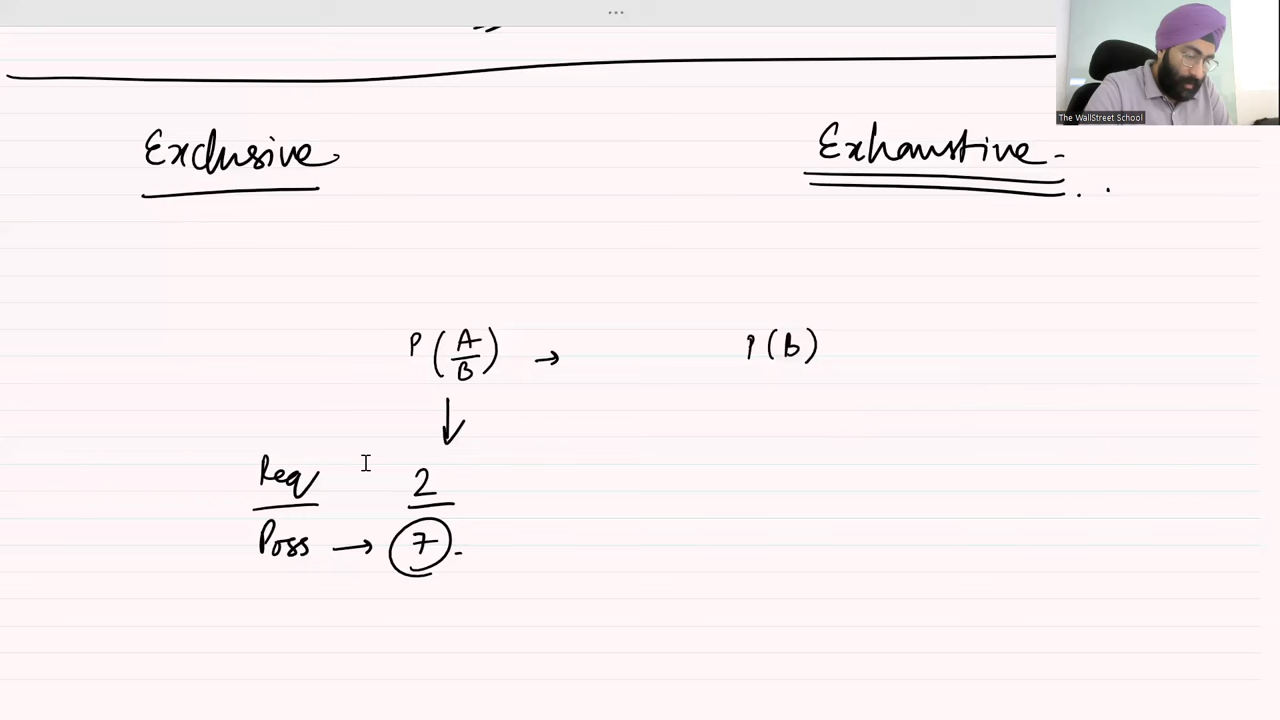 The WallStreet School
Exclusive
Exhaustive
P(A/B) → P(B)
↓
Req 2
Poss → 7